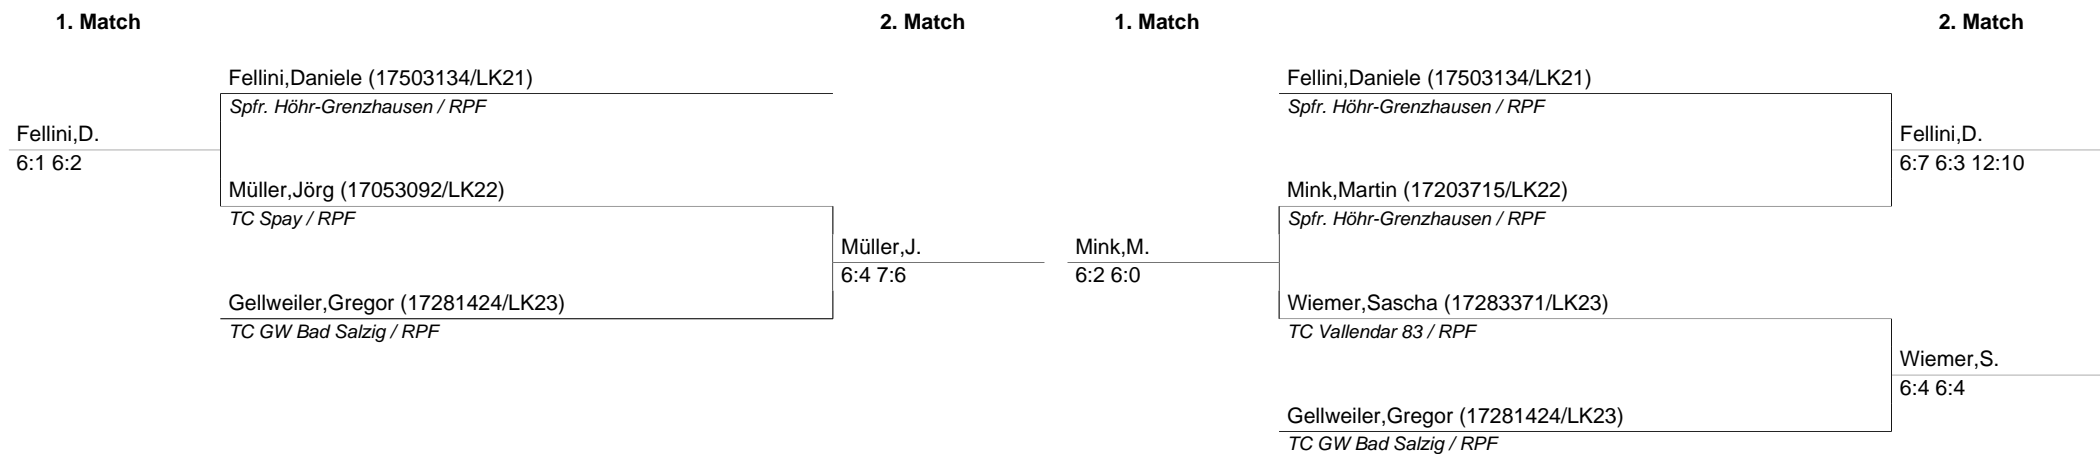 1. Match
2. Match
Fellini,Daniele (17503134/LK21)
Spfr. Höhr-Grenzhausen / RPF
Fellini,D.
6:1 6:2
Müller,Jörg (17053092/LK22)
TC Spay / RPF
Müller,J.
6:4 7:6
Gellweiler,Gregor (17281424/LK23)
TC GW Bad Salzig / RPF
1. Match
2. Match
Fellini,Daniele (17503134/LK21)
Spfr. Höhr-Grenzhausen / RPF
Fellini,D.
6:7 6:3 12:10
Mink,Martin (17203715/LK22)
Spfr. Höhr-Grenzhausen / RPF
Mink,M.
6:2 6:0
Wiemer,Sascha (17283371/LK23)
TC Vallendar 83 / RPF
Wiemer,S.
6:4 6:4
Gellweiler,Gregor (17281424/LK23)
TC GW Bad Salzig / RPF